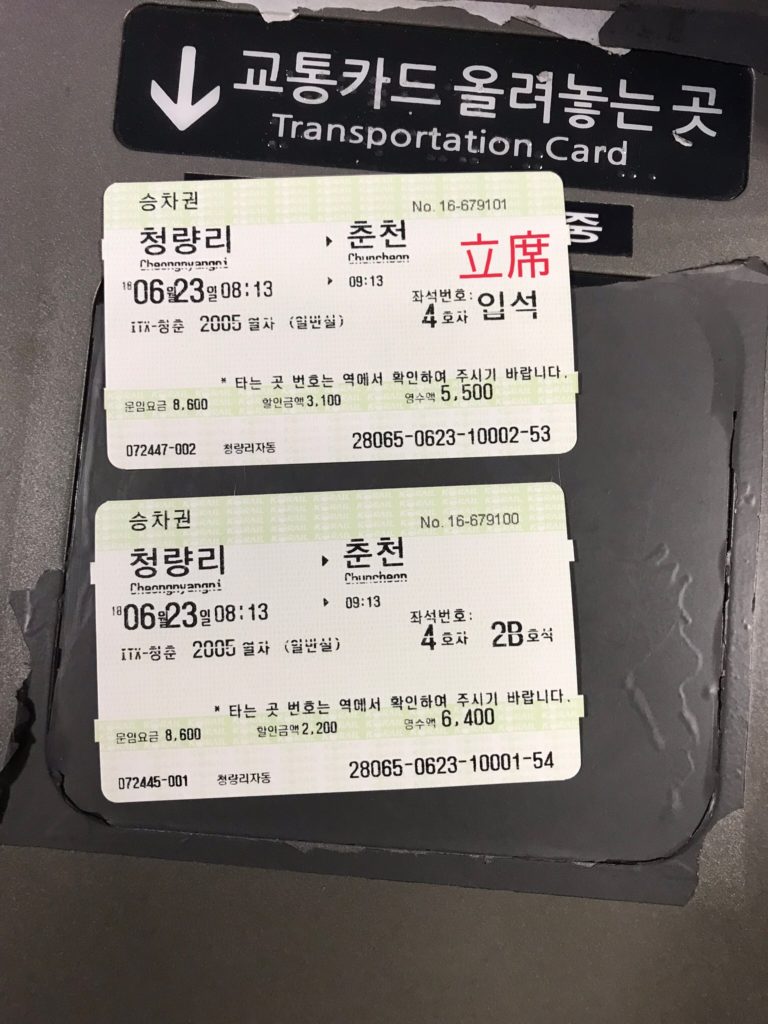 교통카드 올려놓는 곳
Transportation Card
중
승차권
No. 16-679101
청량리 ▶ 춘천
Cheongnyangni Chuncheon
立席
18 06월23일 08:13 ▶ 09:13
좌석번호:
ITX-청춘 2005 열차 (일반실) 4 호차 입석
* 타는 곳 번호는 역에서 확인하여 주시기 바랍니다.
운임요금 8,600 할인금액 3,100 영수액 5,500
072447-002 청량리자동 28065-0623-10002-53
승차권
No. 16-679100
청량리 ▶ 춘천
Cheongnyangni Chuncheon
18 06월23일 08:13 ▶ 09:13
좌석번호:
ITX-청춘 2005 열차 (일반실) 4 호차 2B 호석
* 타는 곳 번호는 역에서 확인하여 주시기 바랍니다.
운임요금 8,600 할인금액 2,200 영수액 6,400
072445-001 청량리자동 28065-0623-10001-54